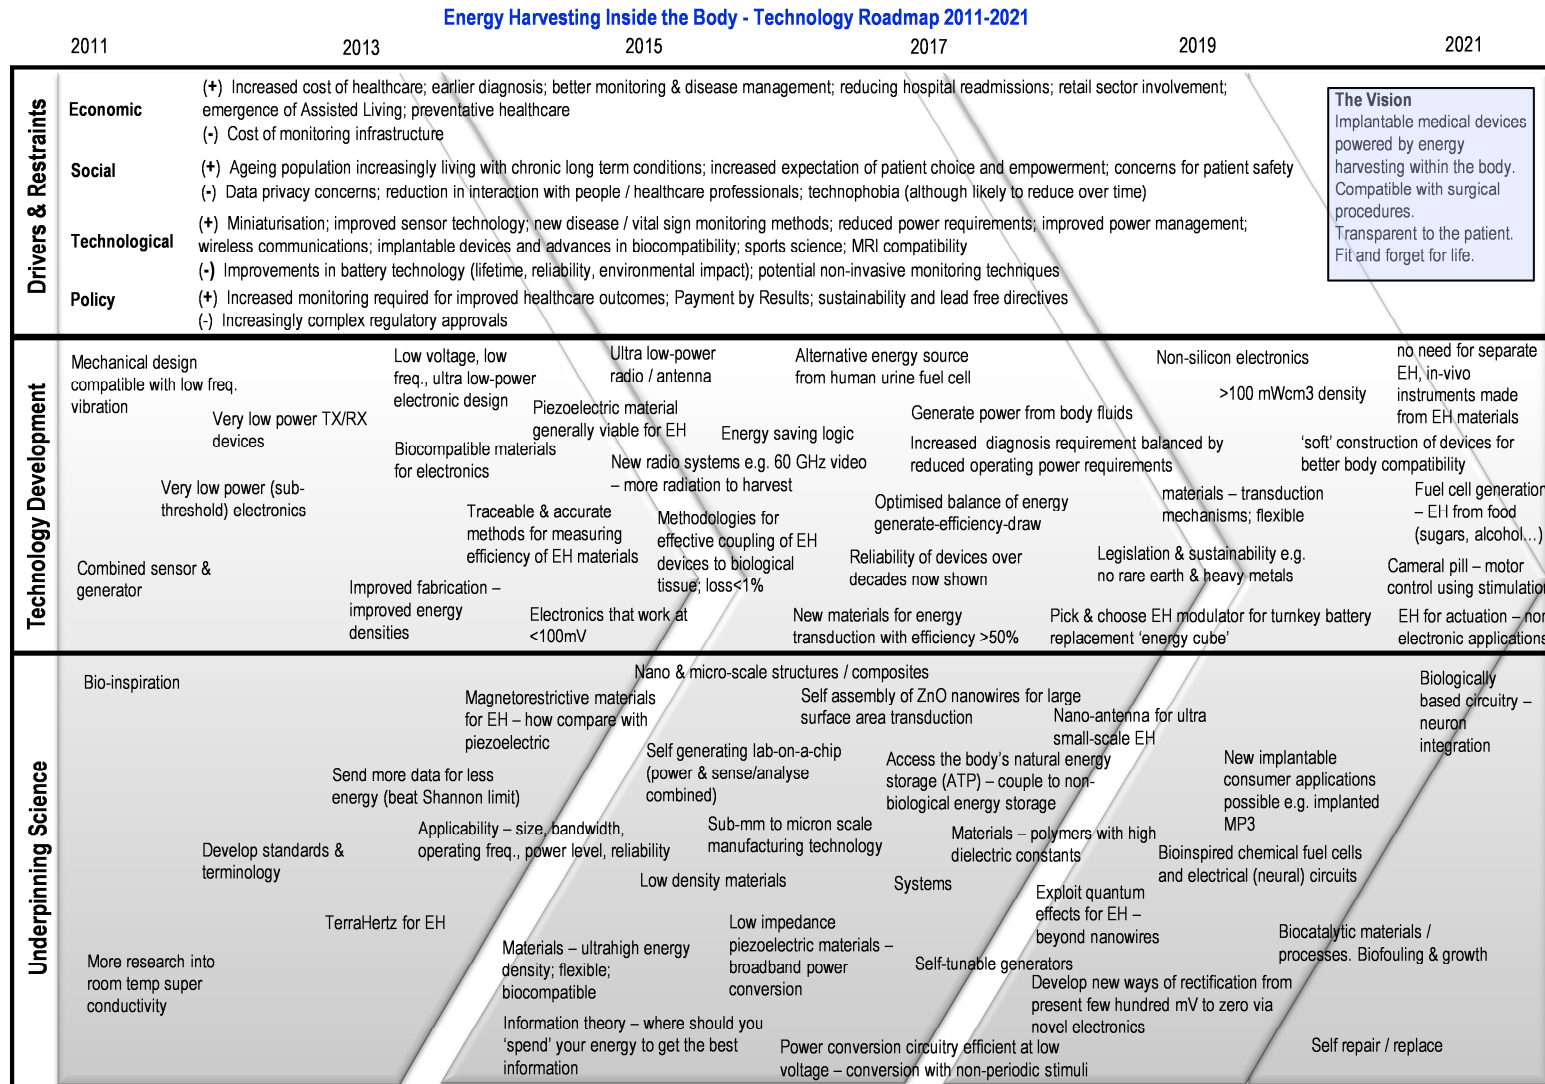 Energy Harvesting Inside the Body - Technology Roadmap 2011-2021
2011
2013
2015
2017
2019
2021
Drivers & Restraints
Economic
(+) Increased cost of healthcare; earlier diagnosis; better monitoring & disease management; reducing hospital readmissions; retail sector involvement;
emergence of Assisted Living; preventative healthcare
(-) Cost of monitoring infrastructure
Social
(+) Ageing population increasingly living with chronic long term conditions; increased expectation of patient choice and empowerment; concerns for patient safety
(-) Data privacy concerns; reduction in interaction with people / healthcare professionals; technophobia (although likely to reduce over time)
Technological
(+) Miniaturisation; improved sensor technology; new disease / vital sign monitoring methods; reduced power requirements; improved power management;
wireless communications; implantable devices and advances in biocompatibility; sports science; MRI compatibility
(-) Improvements in battery technology (lifetime, reliability, environmental impact); potential non-invasive monitoring techniques
Policy
(+) Increased monitoring required for improved healthcare outcomes; Payment by Results; sustainability and lead free directives
(-) Increasingly complex regulatory approvals
The Vision
Implantable medical devices
powered by energy
harvesting within the body.
Compatible with surgical
procedures.
Transparent to the patient.
Fit and forget for life.
Technology Development
Mechanical design
compatible with low freq.
vibration
Very low power TX/RX
devices
Very low power (sub-
threshold) electronics
Combined sensor &
generator
Low voltage, low
freq., ultra low-power
electronic design
Biocompatible materials
for electronics
Traceable & accurate
methods for measuring
efficiency of EH materials
Improved fabrication –
improved energy
densities
Electronics that work at
<100mV
Ultra low-power
radio / antenna
Piezoelectric material
generally viable for EH
Energy saving logic
New radio systems e.g. 60 GHz video
– more radiation to harvest
Methodologies for
effective coupling of EH
devices to biological
tissue; loss<1%
Alternative energy source
from human urine fuel cell
Generate power from body fluids
Increased diagnosis requirement balanced by
reduced operating power requirements
Optimised balance of energy
generate-efficiency-draw
Reliability of devices over
decades now shown
New materials for energy
transduction with efficiency >50%
Non-silicon electronics
>100 mWcm3 density
materials – transduction
mechanisms; flexible
Legislation & sustainability e.g.
no rare earth & heavy metals
Pick & choose EH modulator for turnkey battery
replacement ‘energy cube’
no need for separate
EH, in-vivo
instruments made
from EH materials
‘soft’ construction of devices for
better body compatibility
Fuel cell generation
– EH from food
(sugars, alcohol...)
Cameral pill – motor
control using stimulation
EH for actuation – non
electronic applications
Underpinning Science
Bio-inspiration
Magnetorestrictive materials
for EH – how compare with
piezoelectric
Send more data for less
energy (beat Shannon limit)
Applicability – size, bandwidth,
operating freq., power level, reliability
Develop standards &
terminology
TerraHertz for EH
More research into
room temp super
conductivity
Nano & micro-scale structures / composites
Self assembly of ZnO nanowires for large
surface area transduction
Self generating lab-on-a-chip
(power & sense/analyse
combined)
Sub-mm to micron scale
manufacturing technology
Low density materials
Low impedance
piezoelectric materials –
broadband power
conversion
Materials – ultrahigh energy
density; flexible;
biocompatible
Information theory – where should you
‘spend’ your energy to get the best
information
Power conversion circuitry efficient at low
voltage – conversion with non-periodic stimuli
Nano-antenna for ultra
small-scale EH
Access the body’s natural energy
storage (ATP) – couple to non-
biological energy storage
Materials – polymers with high
dielectric constants
Systems
Exploit quantum
effects for EH –
beyond nanowires
Self-tunable generators
Develop new ways of rectification from
present few hundred mV to zero via
novel electronics
New implantable
consumer applications
possible e.g. implanted
MP3
Bioinspired chemical fuel cells
and electrical (neural) circuits
Biologically
based circuitry –
neuron
integration
Biocatalytic materials /
processes. Biofouling & growth
Self repair / replace